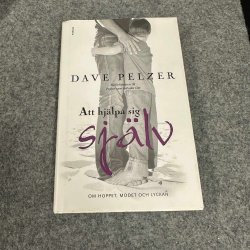 DAVE PELZER
Att hjälpa sig
själv
OM HOPPET, MODET OCH LYCKAN